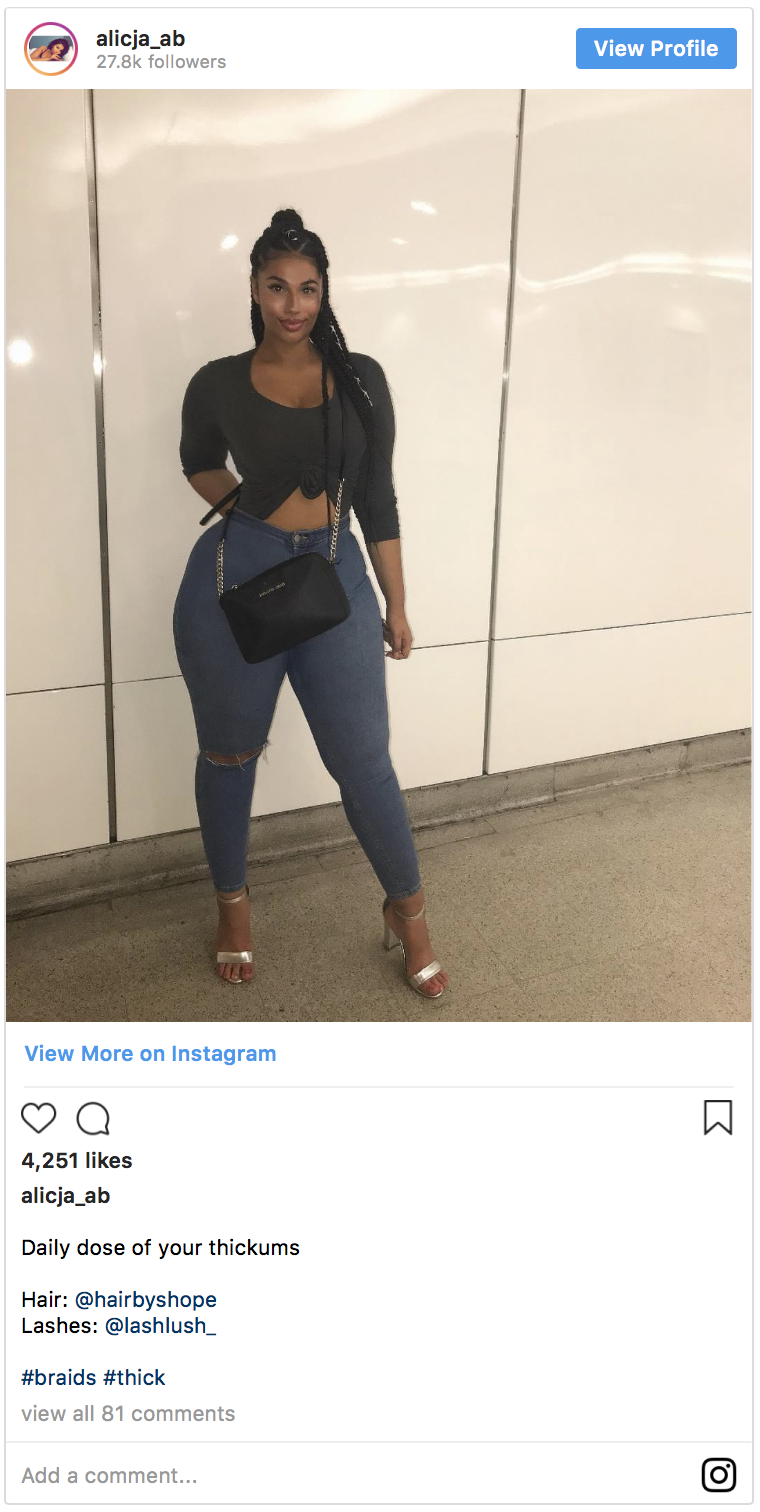 alicja_ab
27.8k followers
View Profile
View More on Instagram
4,251 likes
alicja_ab
Daily dose of your thickums
Hair: @hairbyshope
Lashes: @lashlush_
#braids #thick
view all 81 comments
Add a comment...